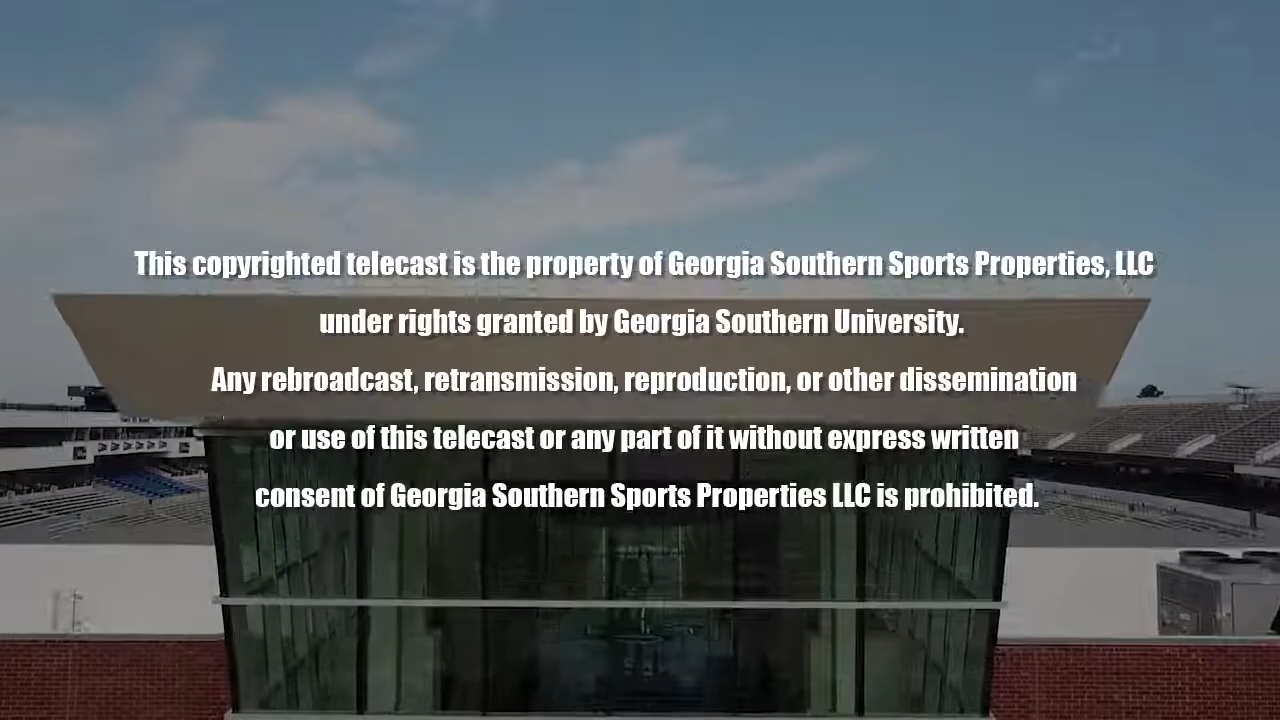 This copyrighted telecast is the property of Georgia Southern Sports Properties, LLC
under rights granted by Georgia Southern University.
Any rebroadcast, retransmission, reproduction, or other dissemination
or use of this telecast or any part of it without express written
consent of Georgia Southern Sports Properties LLC is prohibited.